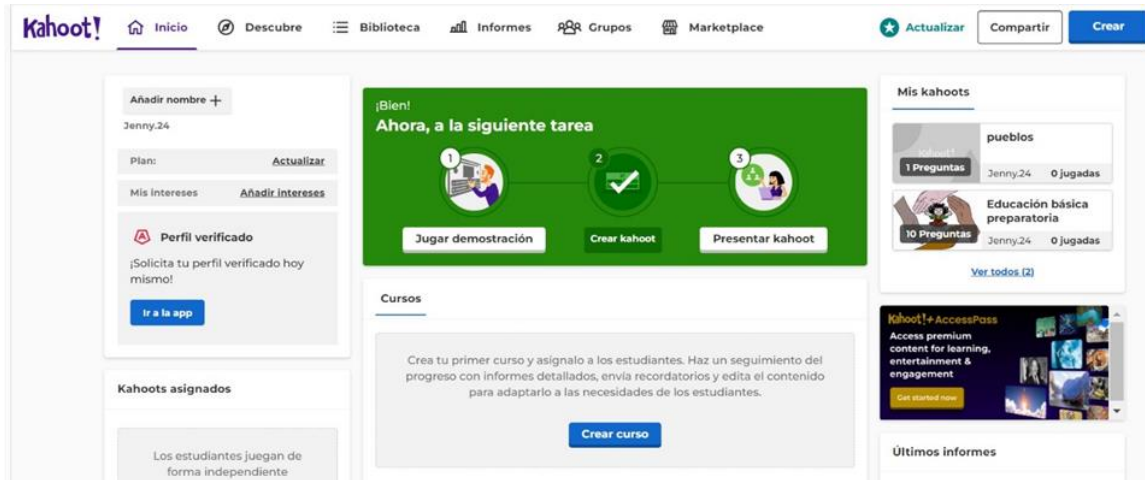 Kahoot!
Inicio
Descubre
Biblioteca
Informes
Grupos
Marketplace
Actualizar
Compartir
Crear
Añadir nombre +
Jenny.24
Plan:
Actualizar
Mis intereses
Añadir intereses
Perfil verificado
¡Solicita tu perfil verificado hoy
mismo!
Ir a la app
Kahoots asignados
Los estudiantes juegan de
forma independiente
¡Bien!
Ahora, a la siguiente tarea
1
2
3
Jugar demostración
Crear kahoot
Presentar kahoot
Cursos
Crea tu primer curso y asígnalo a los estudiantes. Haz un seguimiento del
progreso con informes detallados, envía recordatorios y edita el contenido
para adaptarlo a las necesidades de los estudiantes.
Crear curso
Mis kahoots
Kahoot!
1 Preguntas
pueblos
Jenny.24
0 jugadas
10 Preguntas
Educación básica
preparatoria
Jenny.24
0 jugadas
Ver todos (2)
Kahoot!+ AccessPass
Access premium
content for learning,
entertainment &
engagement
Get started now
Últimos informes